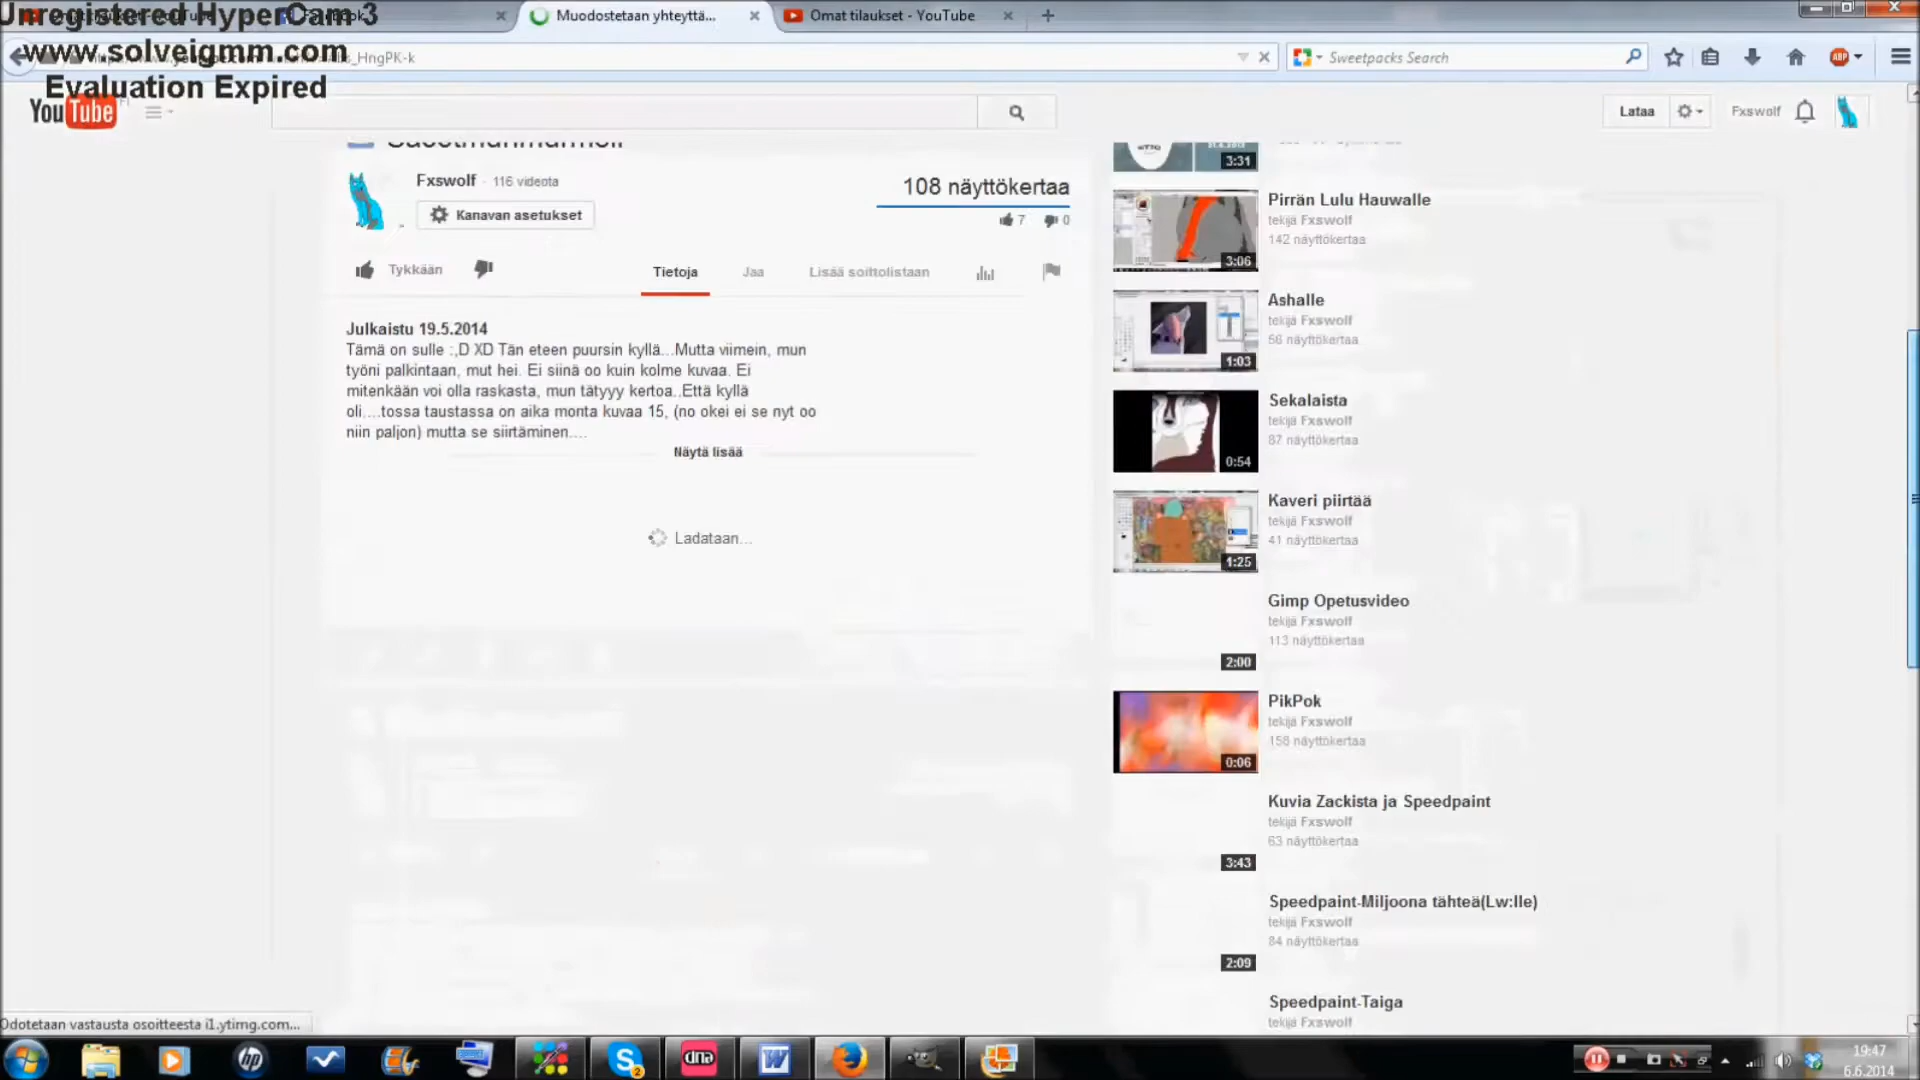 Unregistered HyperCam 3
www.solveigmm.com
Evaluation Expired
Muodostetaan yhteyttä...
Omat tilaukset - YouTube
_HngPK-k
Sweetpacks Search
ABP
YouTube
FI
Lataa
Fxswolf
Fxswolf · 116 videota
Kanavan asetukset
108 näyttökertaa
7 0
Tykkään
Tietoja
Jaa
Lisää soittolistaan
Julkaistu 19.5.2014
Tämä on sulle :,D XD Tän eteen puursin kyllä...Mutta viimein, mun
työni palkintaan, mut hei. Ei siinä oo kuin kolme kuvaa. Ei
mitenkään voi olla raskasta, mun tätyyy kertoa..Että kyllä
oli....tossa taustassa on aika monta kuvaa 15, (no okei ei se nyt oo
niin paljon) mutta se siirtäminen....
Näytä lisää
Ladataan...
3:31
Pirrän Lulu Hauwalle
tekijä Fxswolf
142 näyttökertaa
3:06
Ashalle
tekijä Fxswolf
56 näyttökertaa
1:03
Sekalaista
tekijä Fxswolf
87 näyttökertaa
0:54
Kaveri piirtää
tekijä Fxswolf
41 näyttökertaa
1:25
Gimp Opetusvideo
tekijä Fxswolf
113 näyttökertaa
2:00
PikPok
tekijä Fxswolf
158 näyttökertaa
0:06
Kuvia Zackista ja Speedpaint
tekijä Fxswolf
63 näyttökertaa
3:43
Speedpaint-Miljoona tähteä(Lw:lle)
tekijä Fxswolf
84 näyttökertaa
2:09
Speedpaint-Taiga
tekijä Fxswolf
Odotetaan vastausta osoitteesta i1.ytimg.com...
hp
S
2
dna
W
19:47
6.6.2014